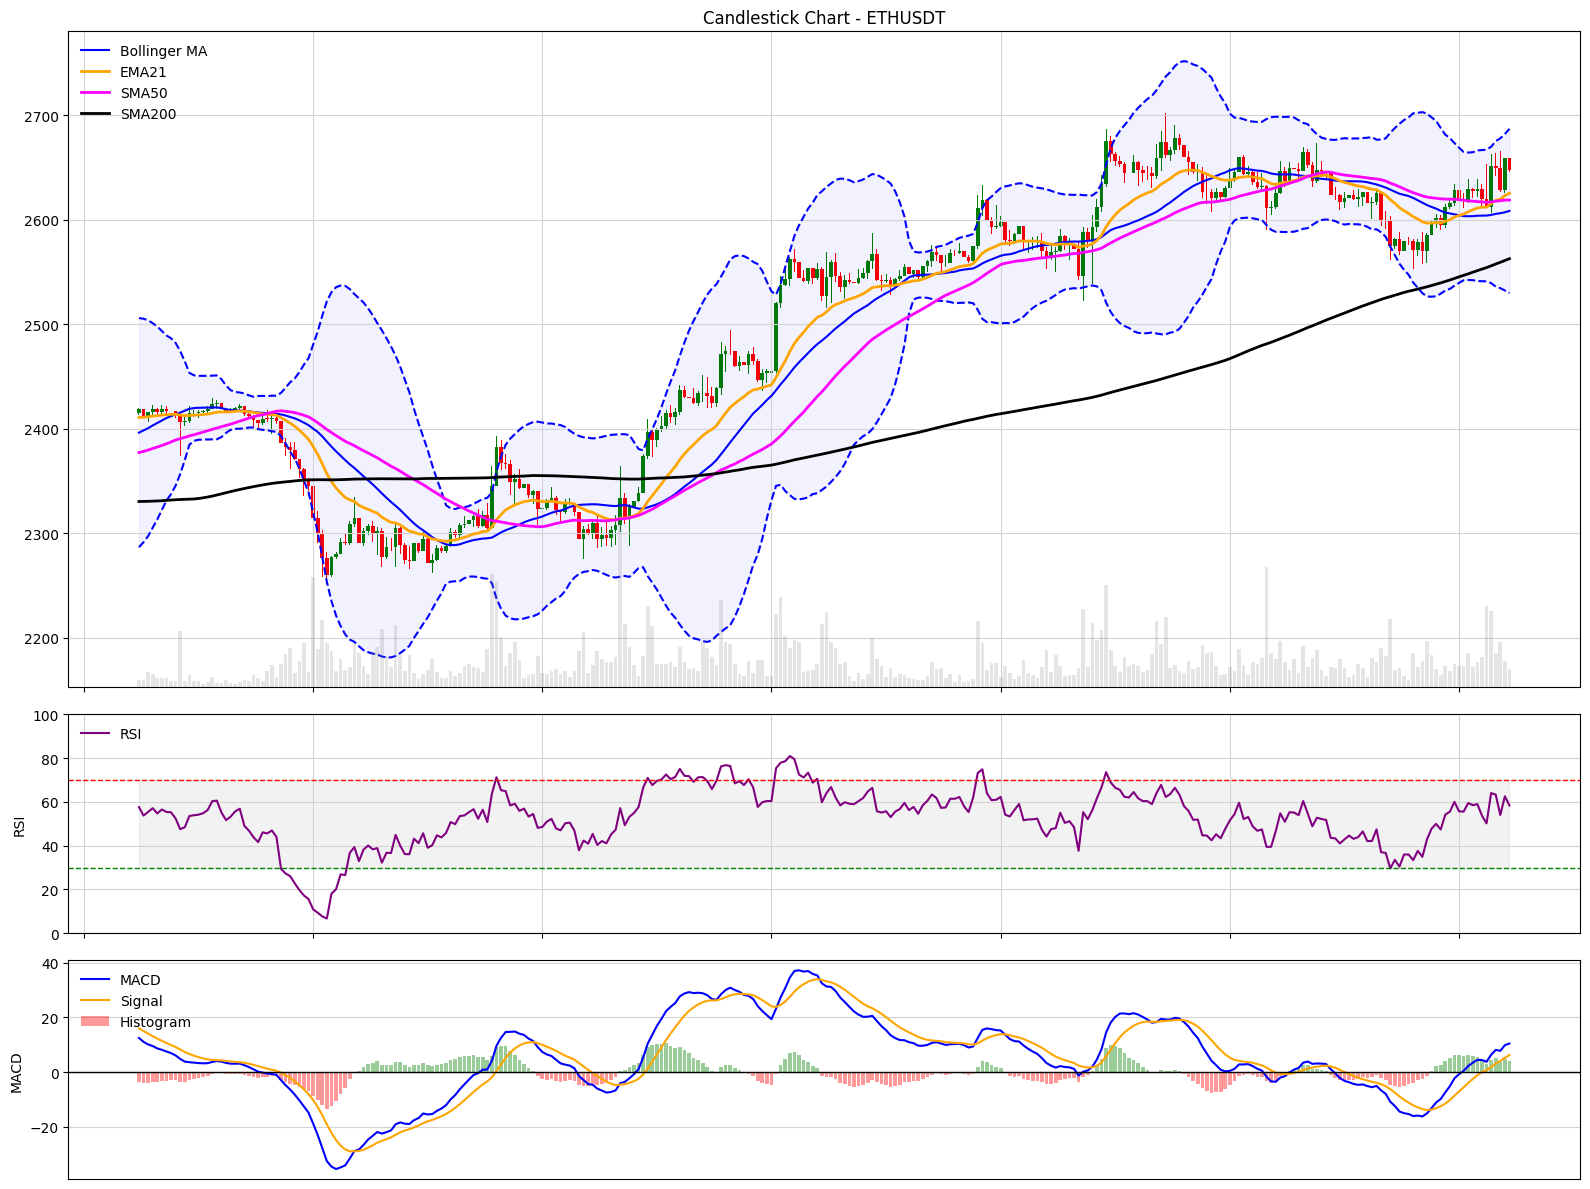 Candlestick Chart - ETHUSDT
Bollinger MA
EMA21
SMA50
SMA200
2700
2600
2500
2400
2300
2200
100
RSI
80
60
RSI
40
20
0
40
MACD
Signal
20
Histogram
0
MACD
−20